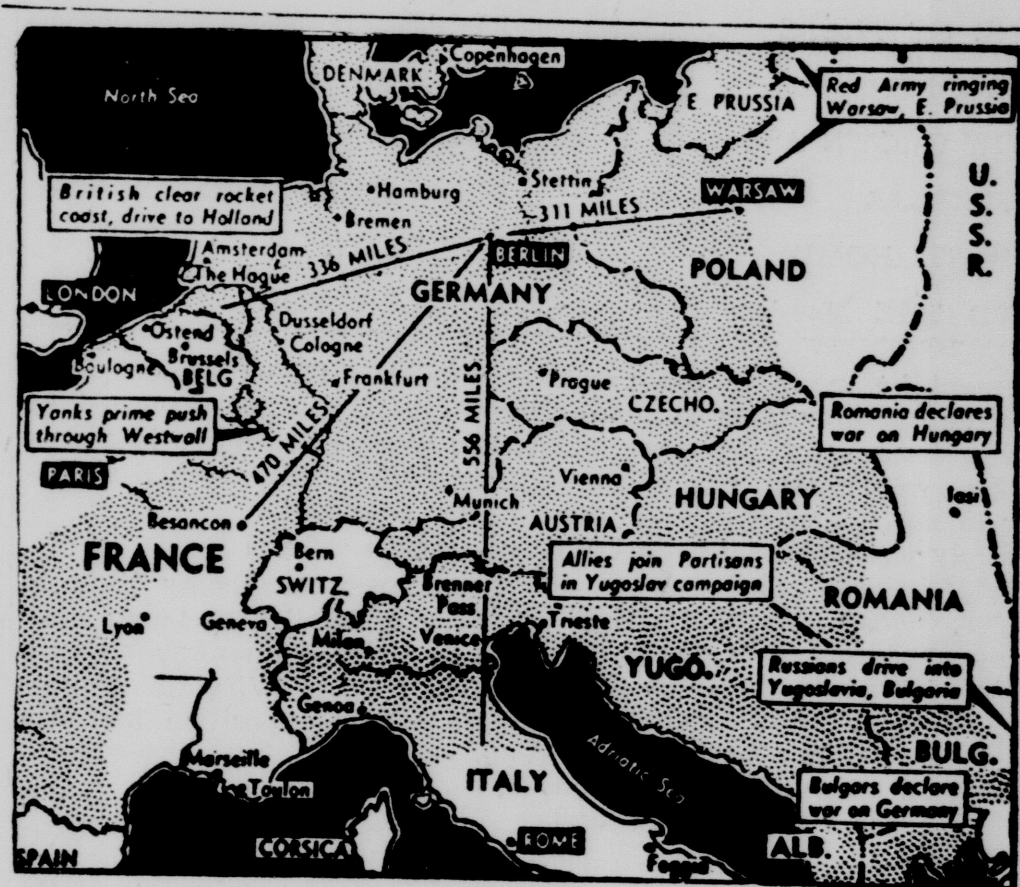 Copenhagen
DENMARK
North Sea
E. PRUSSIA
Red Army ringing
Warsaw, E. Prussia
Hamburg
Stettin
WARSAW
U.
S.
S.
R.
British clear rocket
coast, drive to Holland
Bremen
311 MILES
Amsterdam
The Hague
336 MILES
BERLIN
POLAND
LONDON
GERMANY
Ostend
Dusseldorf
Cologne
Boulogne
Brussels
BELG
Frankfurt
Prague
CZECHO.
Yanks prime push
through Westwall
470 MILES
556 MILES
Romania declares
war on Hungary
PARIS
Vienna
Munich
HUNGARY
Iasi
Besancon
AUSTRIA
FRANCE
Bern
SWITZ.
Brenner
Pass
Allies join Partisans
in Yugoslav campaign
ROMANIA
Lyon
Geneva
Milan
Venice
Trieste
YUGO.
Russians drive into
Yugoslavia, Bulgaria
Genoa
Adriatic Sea
BULG.
Marseille
Toulon
ITALY
Bulgars declare
war on Germany
SPAIN
CORSICA
ROME
ALB.